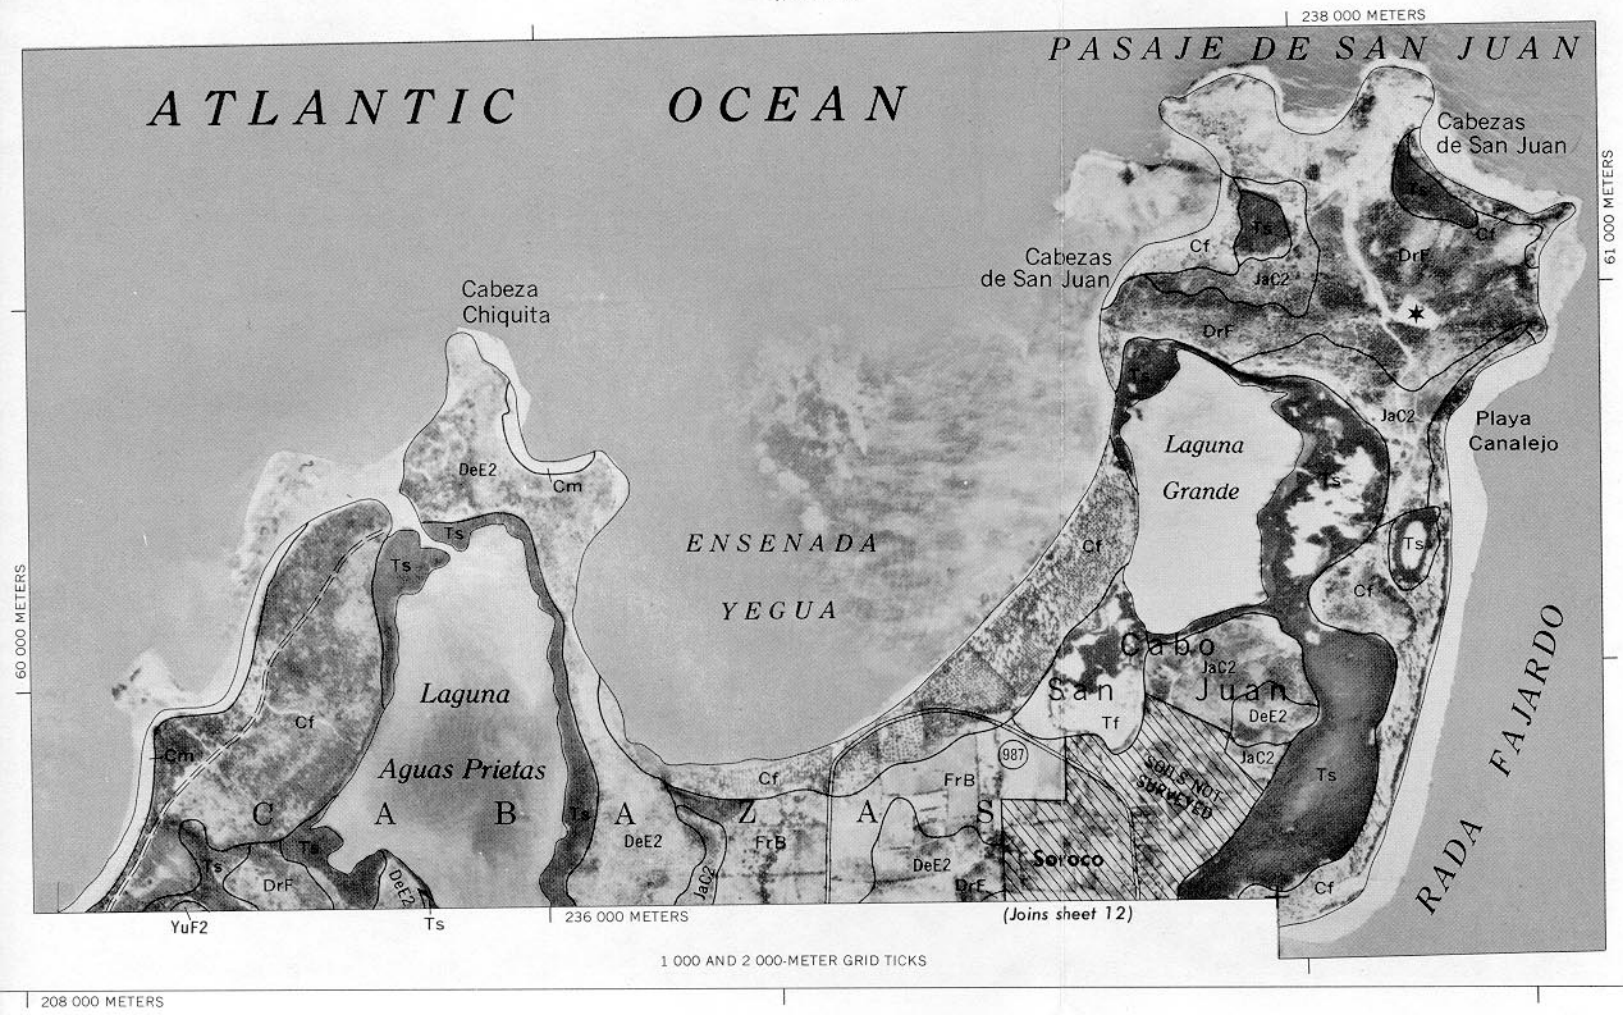 238 000 METERS
PASAJE DE SAN JUAN
ATLANTIC OCEAN
Cabezas
de San Juan
61 000 METERS
Ts
Ts
Cf
Cf
DrF
Cabezas
de San Juan
JaC2
Cabeza
Chiquita
DrF
JaC2
Playa
Canalejo
Laguna
Grande
DeE2
Cm
Ts
Ts
Ts
Ts
ENSENADA
YEGUA
Cf
Cf
60 000 METERS
Cabo
San Juan
JaC2
DeE2
Tf
JaC2
Laguna
Aguas Prietas
Cf
Cm
987
SOILS NOT
SURVEYED
Ts
RADA FAJARDO
Cf
FrB
CABEZAS
Ts
DeE2
FrB
JaC2
DeE2
DrF
Soroco
Ts
Ts
DrF
DeE2
Cf
YuF2
Ts
236 000 METERS
(Joins sheet 12)
1 000 AND 2 000-METER GRID TICKS
208 000 METERS